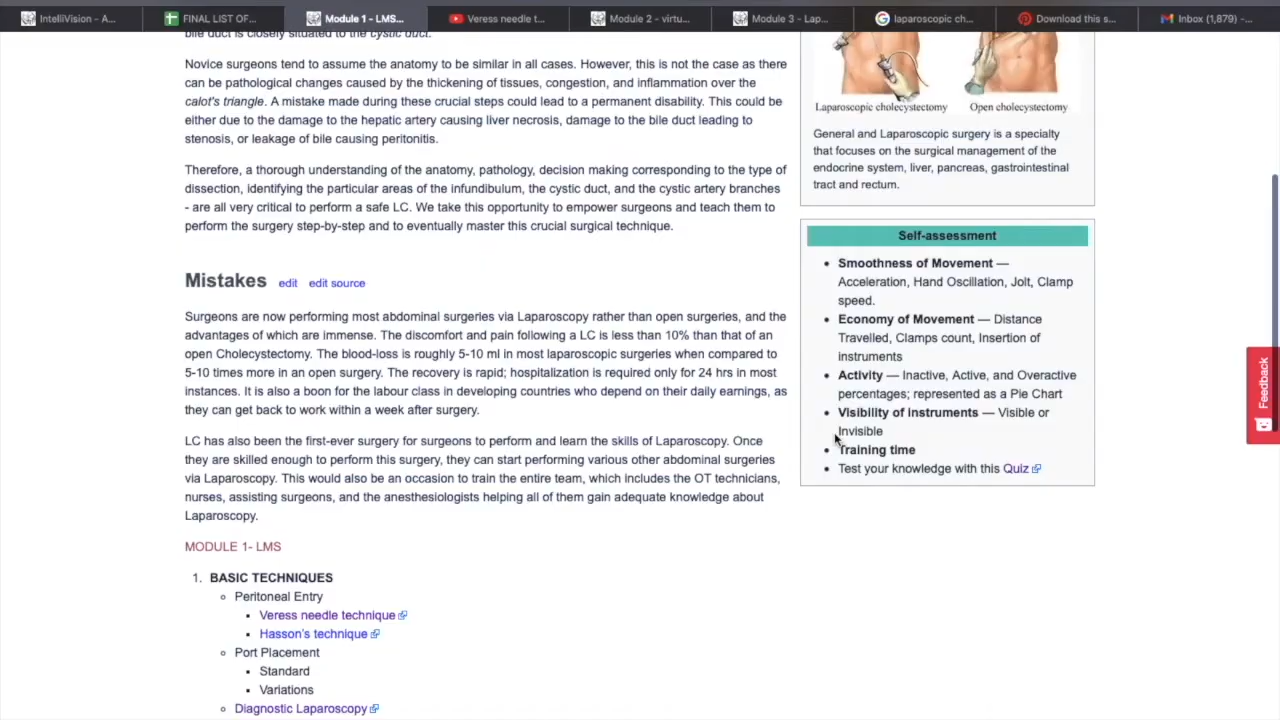 IntelliVision - A...
FINAL LIST OF...
Module 1 - LMS...
Veress needle t...
Module 2 - virtu...
Module 3 - Lap...
laparoscopic ch...
Download this s...
Inbox (1,879) -...
bile duct is closely situated to the cystic duct.
Novice surgeons tend to assume the anatomy to be similar in all cases. However, this is not the case as there
can be pathological changes caused by the thickening of tissues, congestion, and inflammation over the
calot's triangle. A mistake made during these crucial steps could lead to a permanent disability. This could be
either due to the damage to the hepatic artery causing liver necrosis, damage to the bile duct leading to
stenosis, or leakage of bile causing peritonitis.
Therefore, a thorough understanding of the anatomy, pathology, decision making corresponding to the type of
dissection, identifying the particular areas of the infundibulum, the cystic duct, and the cystic artery branches
- are all very critical to perform a safe LC. We take this opportunity to empower surgeons and teach them to
perform the surgery step-by-step and to eventually master this crucial surgical technique.
Mistakes edit edit source
Surgeons are now performing most abdominal surgeries via Laparoscopy rather than open surgeries, and the
advantages of which are immense. The discomfort and pain following a LC is less than 10% than that of an
open Cholecystectomy. The blood-loss is roughly 5-10 ml in most laparoscopic surgeries when compared to
5-10 times more in an open surgery. The recovery is rapid; hospitalization is required only for 24 hrs in most
instances. It is also a boon for the labour class in developing countries who depend on their daily earnings, as
they can get back to work within a week after surgery.
LC has also been the first-ever surgery for surgeons to perform and learn the skills of Laparoscopy. Once
they are skilled enough to perform this surgery, they can start performing various other abdominal surgeries
via Laparoscopy. This would also be an occasion to train the entire team, which includes the OT technicians,
nurses, assisting surgeons, and the anesthesiologists helping all of them gain adequate knowledge about
Laparoscopy.
MODULE 1- LMS
1. BASIC TECHNIQUES
Peritoneal Entry
Veress needle technique
Hasson's technique
Port Placement
Standard
Variations
Diagnostic Laparoscopy
Laparoscopic cholecystectomy
Open cholecystectomy
General and Laparoscopic surgery is a specialty
that focuses on the surgical management of the
endocrine system, liver, pancreas, gastrointestinal
tract and rectum.
Self-assessment
Smoothness of Movement —
Acceleration, Hand Oscillation, Jolt, Clamp
speed.
Economy of Movement — Distance
Travelled, Clamps count, Insertion of
instruments
Activity — Inactive, Active, and Overactive
percentages; represented as a Pie Chart
Visibility of instruments — Visible or
Invisible
Training time
Test your knowledge with this Quiz
Feedback